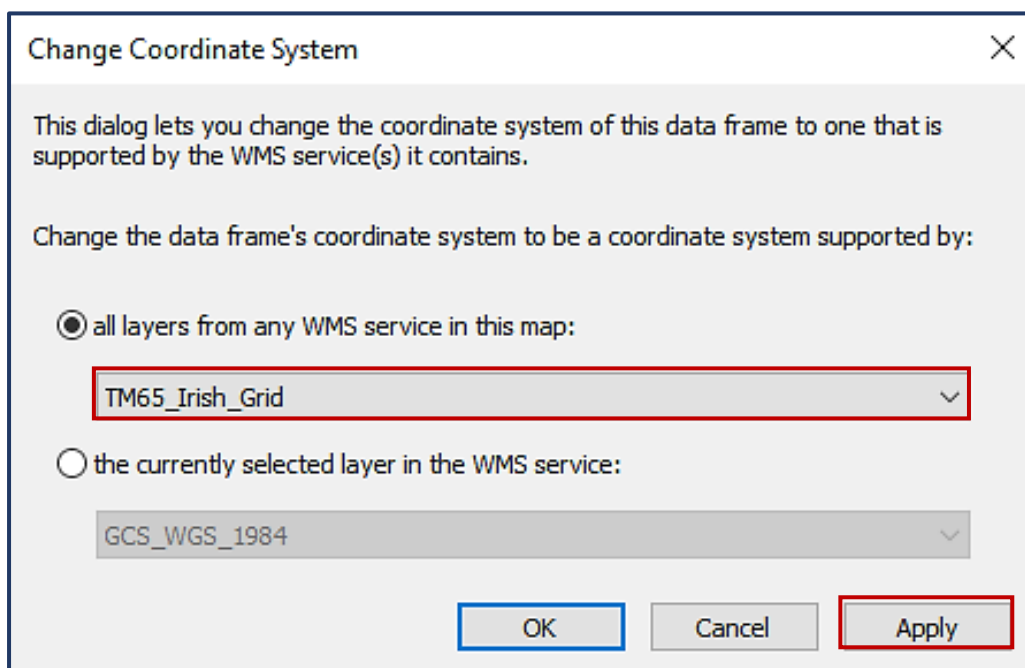 Change Coordinate System
This dialog lets you change the coordinate system of this data frame to one that is
supported by the WMS service(s) it contains.
Change the data frame's coordinate system to be a coordinate system supported by:
all layers from any WMS service in this map:
TM65_Irish_Grid
the currently selected layer in the WMS service:
GCS_WGS_1984
OK Cancel Apply